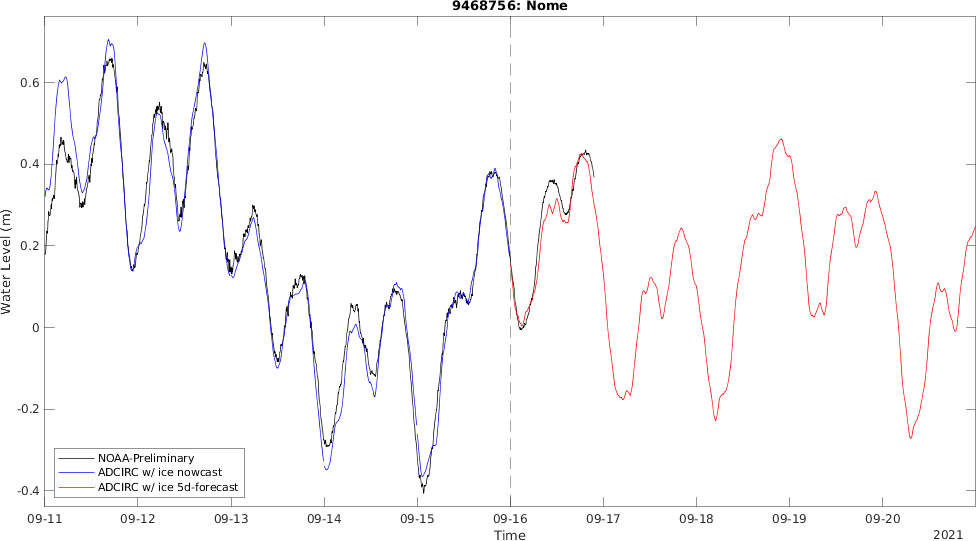 9468756: Nome
Water Level (m)
0.6
0.4
0.2
0
-0.2
-0.4
NOAA-Preliminary
ADCIRC w/ ice nowcast
ADCIRC w/ ice 5d-forecast
09-11 09-12 09-13 09-14 09-15 09-16 09-17 09-18 09-19 09-20
Time
2021